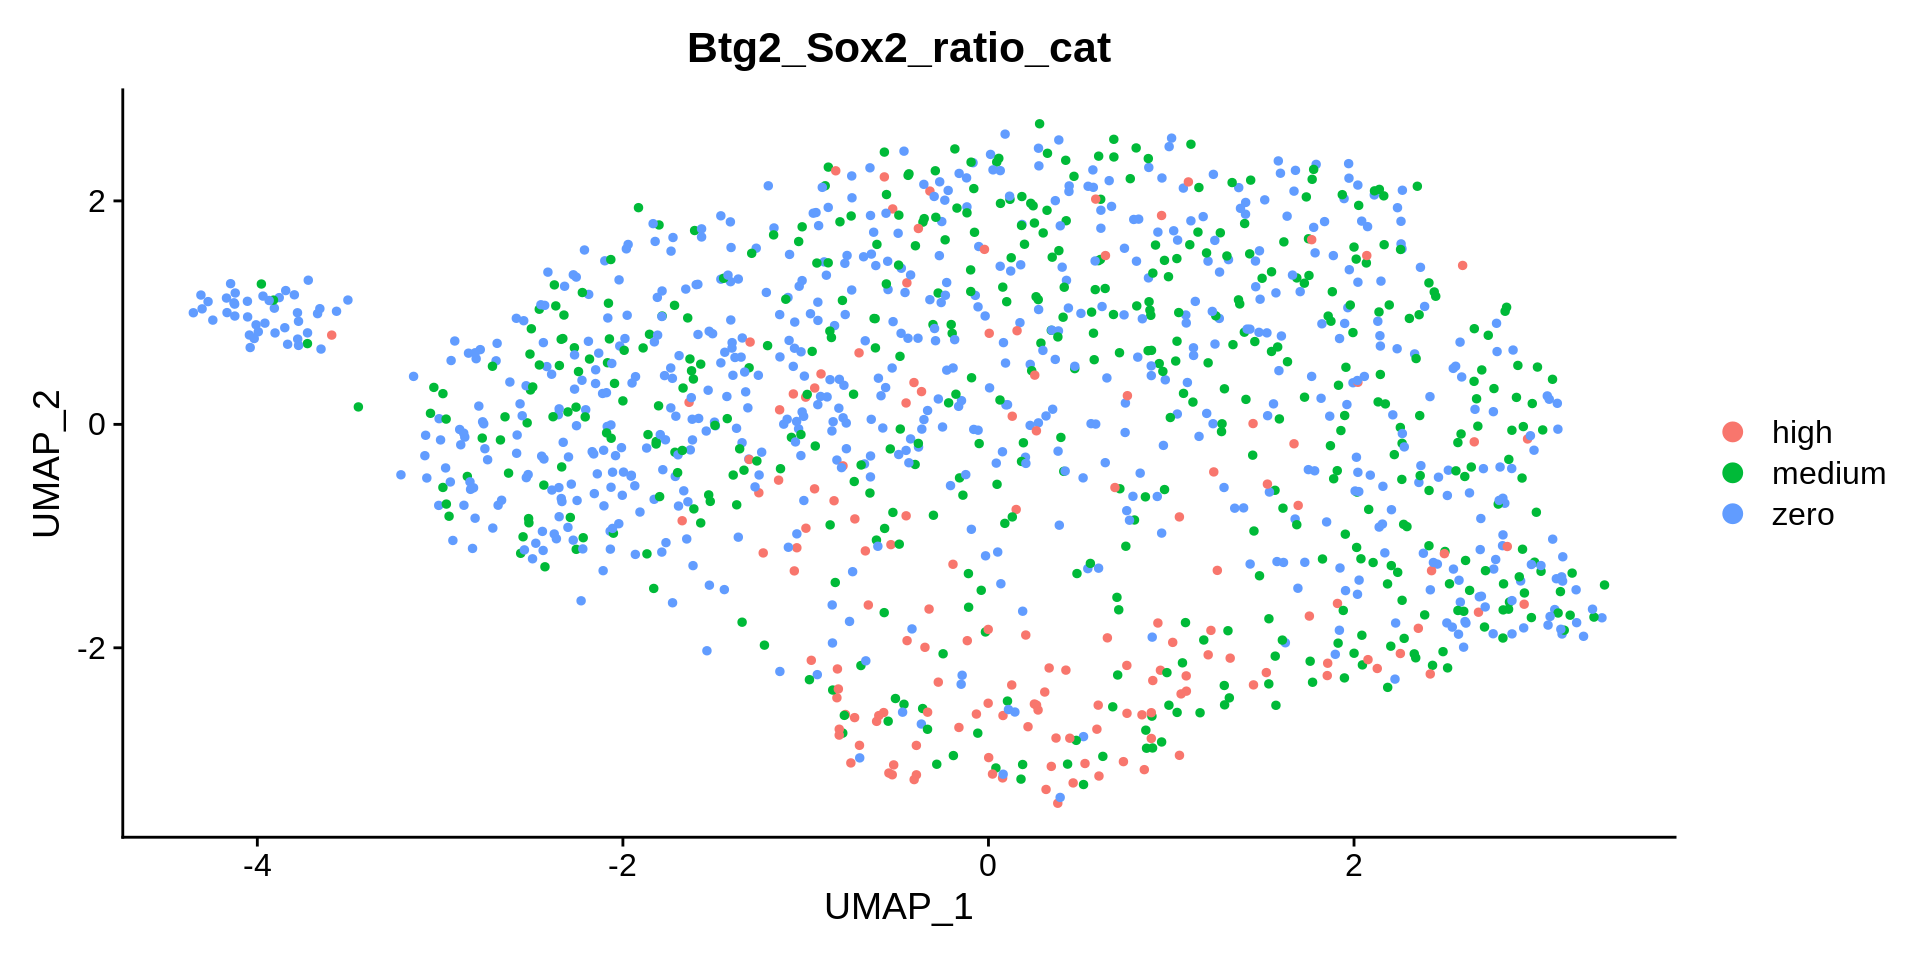 Btg2_Sox2_ratio_cat
UMAP_2
2
0
-2
-4
-2
0
2
UMAP_1
high
medium
zero